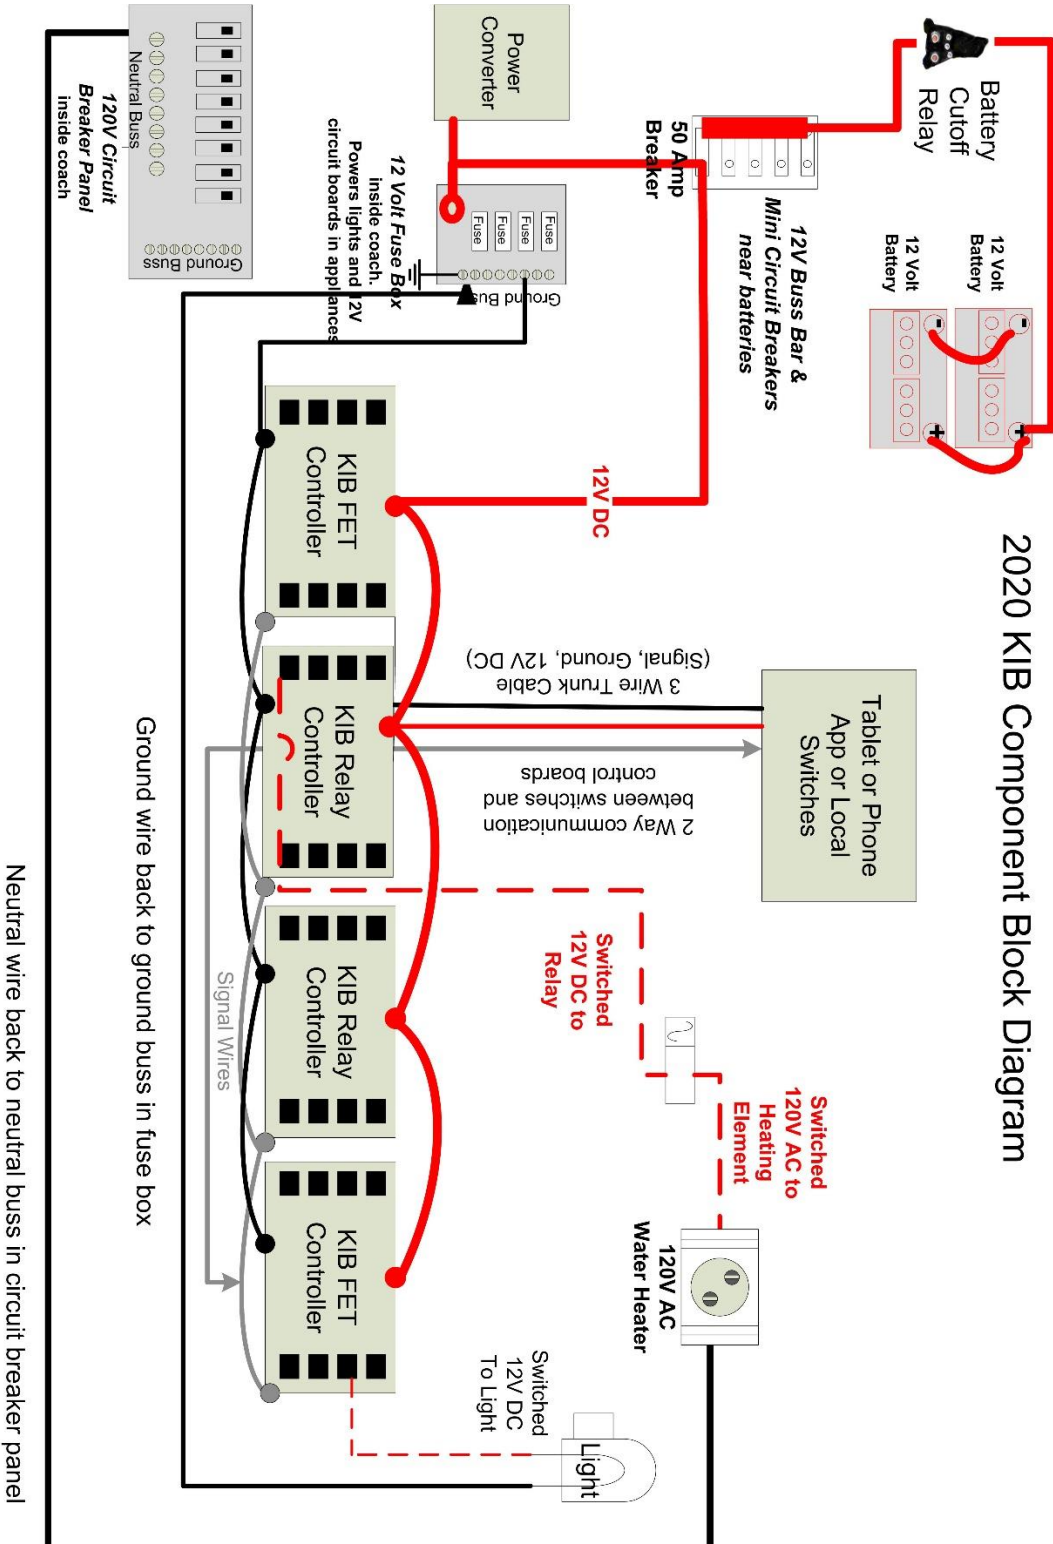 2020 KIB Component Block Diagram
Battery
Cutoff
Relay
12 Volt
Battery
12 Volt
Battery
-
+
-
+
12V Buss Bar &
Mini Circuit Breakers
near batteries
50 Amp
Breaker
Power
Converter
Fuse
Fuse
Fuse
Fuse
Ground Buss
12 Volt Fuse Box
inside coach.
Powers lights and 12V
circuit boards in appliances
Neutral Buss
Ground Buss
120V Circuit
Breaker Panel
inside coach
12V DC
Tablet or Phone
App or Local
Switches
3 Wire Trunk Cable
(Signal, Ground, 12V DC)
2 Way communication
between switches and
control boards
KIB FET
Controller
KIB Relay
Controller
KIB Relay
Controller
KIB FET
Controller
Signal Wires
Switched
12V DC to
Relay
Switched
120V AC to
Heating
Element
120V AC
Water Heater
Switched
12V DC
To Light
Light
Ground wire back to ground buss in fuse box
Neutral wire back to neutral buss in circuit breaker panel